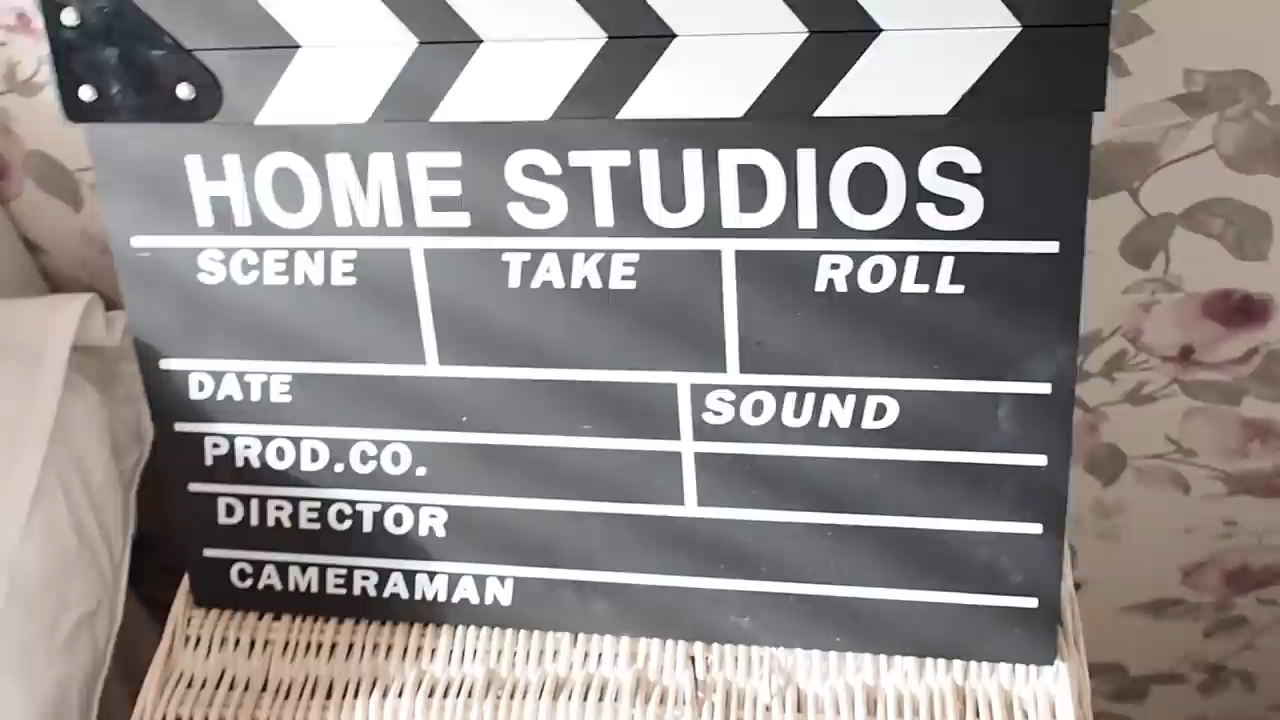 HOME STUDIOS
SCENE TAKE ROLL
DATE SOUND
PROD.CO.
DIRECTOR
CAMERAMAN